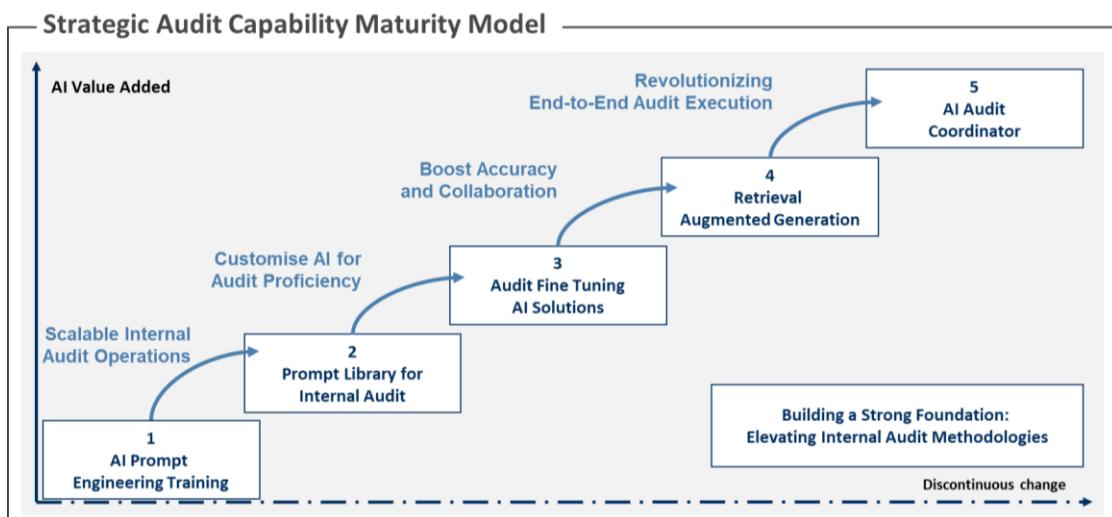 Strategic Audit Capability Maturity Model
AI Value Added
Revolutionizing
End-to-End Audit Execution
5
AI Audit
Coordinator
Boost Accuracy
and Collaboration
4
Retrieval
Augmented Generation
Customise AI for
Audit Proficiency
3
Audit Fine Tuning
AI Solutions
Scalable Internal
Audit Operations
2
Prompt Library for
Internal Audit
Building a Strong Foundation:
Elevating Internal Audit Methodologies
1
AI Prompt
Engineering Training
Discontinuous change